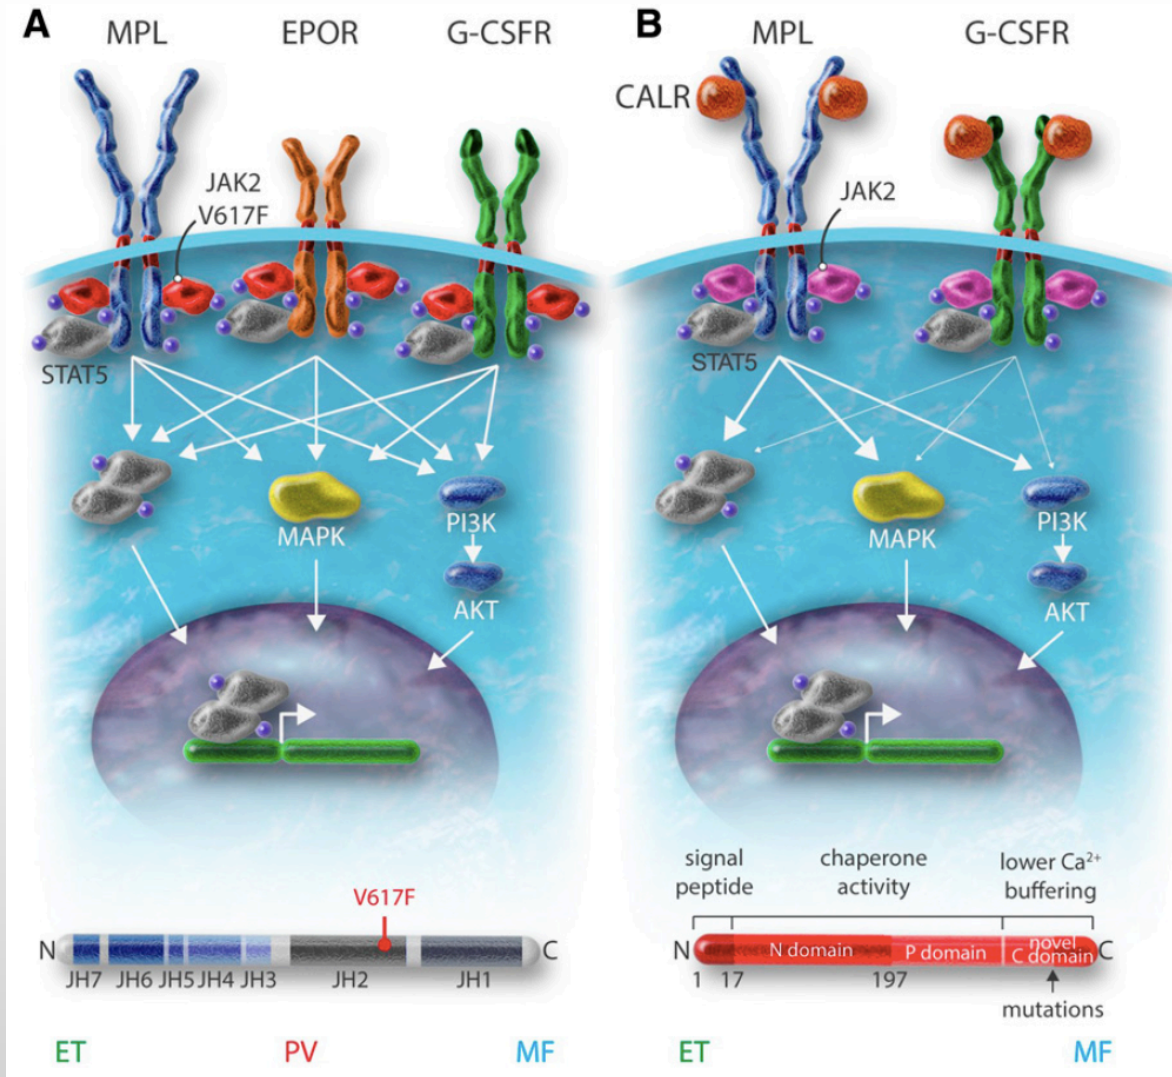 A
MPL
EPOR
G-CSFR
JAK2
V617F
STAT5
MAPK
PI3K
AKT
V617F
N
C
JH7
JH6
JH5
JH4
JH3
JH2
JH1
ET
PV
MF
B
MPL
G-CSFR
CALR
JAK2
STAT5
MAPK
PI3K
AKT
signal
peptide
chaperone
activity
lower Ca²⁺
buffering
N
N domain
P domain
novel
C domain
C
1
17
197
mutations
ET
MF